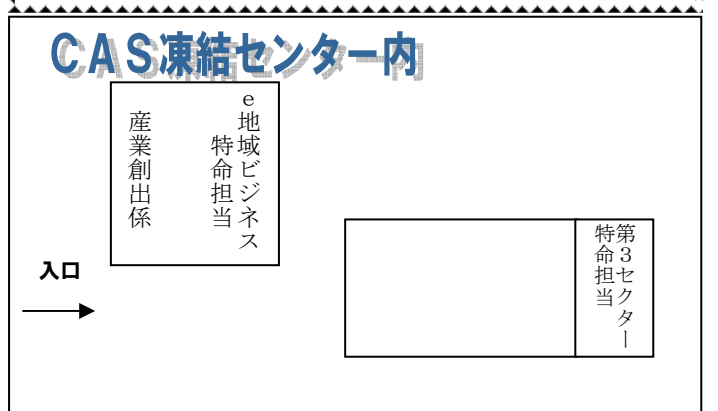 CAS凍結センター内
e地域ビジネス
特命担当
産業創出係
入口
第3セクター
特命担当